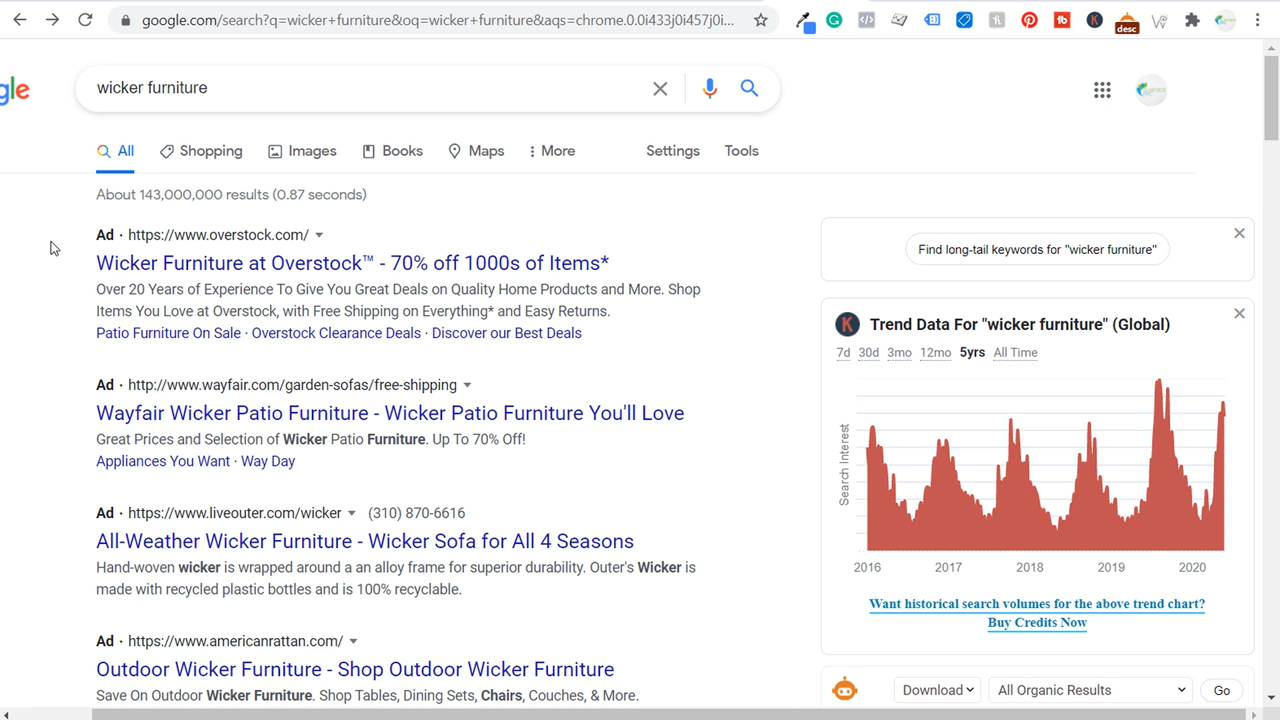 google.com/search?q=wicker+furniture&oq=wicker+furniture&aqs=chrome.0.0i433j0i457j0i...
desc
gle
wicker furniture
All
Shopping
Images
Books
Maps
More
Settings
Tools
About 143,000,000 results (0.87 seconds)
Ad · https://www.overstock.com/
Wicker Furniture at Overstock™ - 70% off 1000s of Items*
Over 20 Years of Experience To Give You Great Deals on Quality Home Products and More. Shop
Items You Love at Overstock, with Free Shipping on Everything* and Easy Returns.
Patio Furniture On Sale · Overstock Clearance Deals · Discover our Best Deals
Ad · http://www.wayfair.com/garden-sofas/free-shipping
Wayfair Wicker Patio Furniture - Wicker Patio Furniture You'll Love
Great Prices and Selection of Wicker Patio Furniture. Up To 70% Off!
Appliances You Want · Way Day
Ad · https://www.liveouter.com/wicker (310) 870-6616
All-Weather Wicker Furniture - Wicker Sofa for All 4 Seasons
Hand-woven wicker is wrapped around a an alloy frame for superior durability. Outer's Wicker is
made with recycled plastic bottles and is 100% recyclable.
Ad · https://www.americanrattan.com/
Outdoor Wicker Furniture - Shop Outdoor Wicker Furniture
Save On Outdoor Wicker Furniture. Shop Tables, Dining Sets, Chairs, Couches, & More.
Find long-tail keywords for "wicker furniture"
K
Trend Data For "wicker furniture" (Global)
7d 30d 3mo 12mo 5yrs All Time
Search Interest
2016 2017 2018 2019 2020
Want historical search volumes for the above trend chart?
Buy Credits Now
Download
All Organic Results
Go